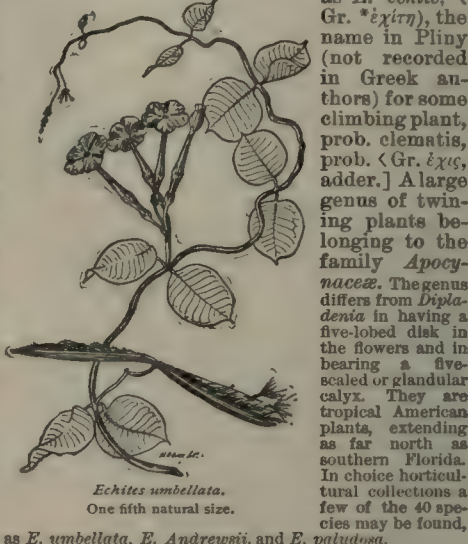 as E. echite, <
Gr. *ἐχίτη), the
name in Pliny
(not recorded
in Greek au-
thors) for some
climbing plant,
prob. clematis,
prob. < Gr. ἔχις,
adder.] A large
genus of twin-
ing plants be-
longing to the
family Apocy-
naceæ. The genus
differs from Dipla-
denia in having a
five-lobed disk in
the flowers and in
bearing a five-
scaled or glandular
calyx. They are
tropical American
plants, extending
as far north as
southern Florida.
In choice horticul-
tural collections a
few of the 40 spe-
cies may be found,
Echites umbellata.
One fifth natural size.
as E. umbellata, E. Andrewsii, and E. paludosa.